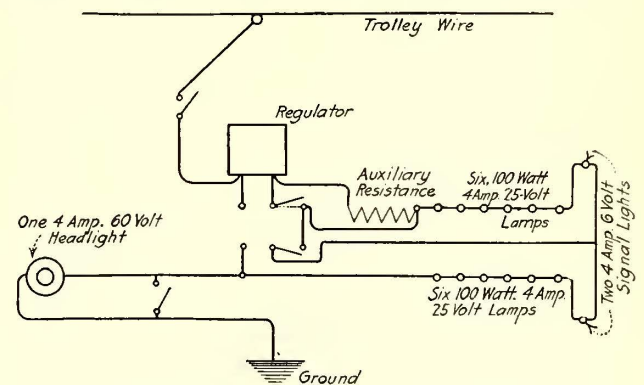 Trolley Wire
Regulator
Auxiliary
Resistance
Six, 100 Watt
4 Amp. 25-Volt
Lamps
One 4 Amp. 60 Volt
Headlight
Six 100 Watt. 4 Amp.
25 Volt Lamps
Two 4 Amp. 6 Volt
Signal Lights
Ground